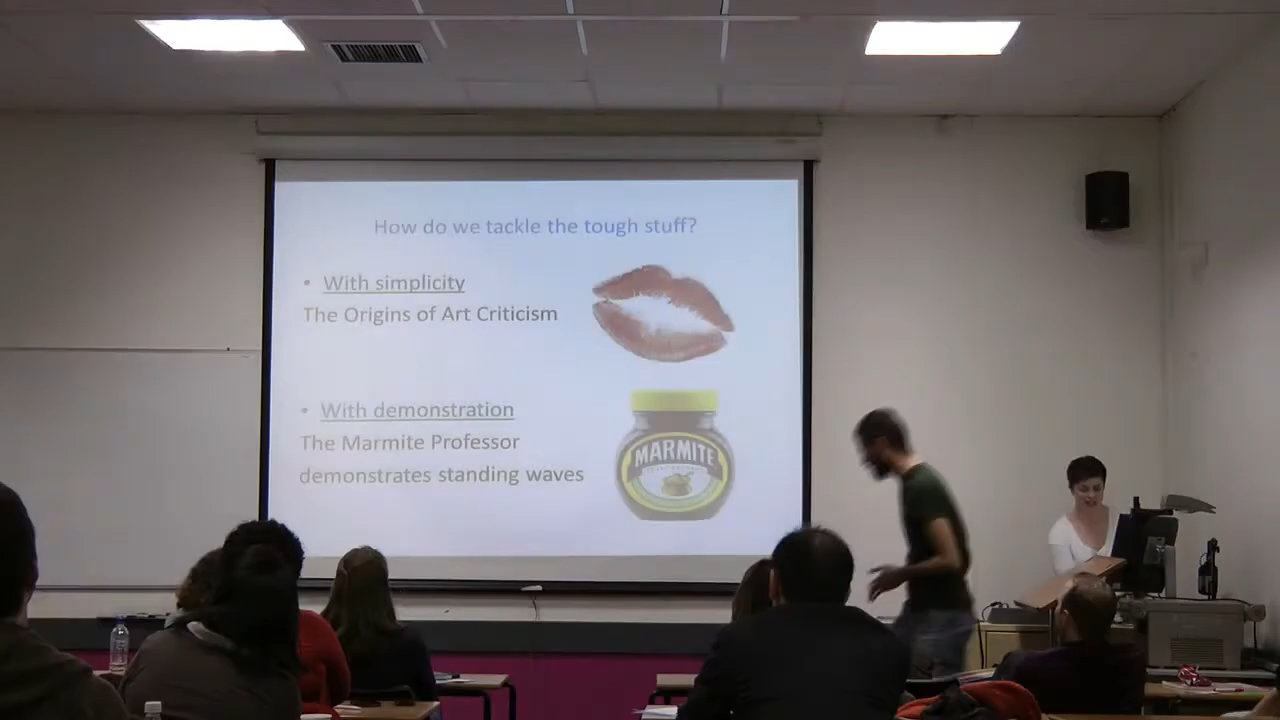 How do we tackle the tough stuff?
• With simplicity
The Origins of Art Criticism
• With demonstration
The Marmite Professor
demonstrates standing waves
MARMITE